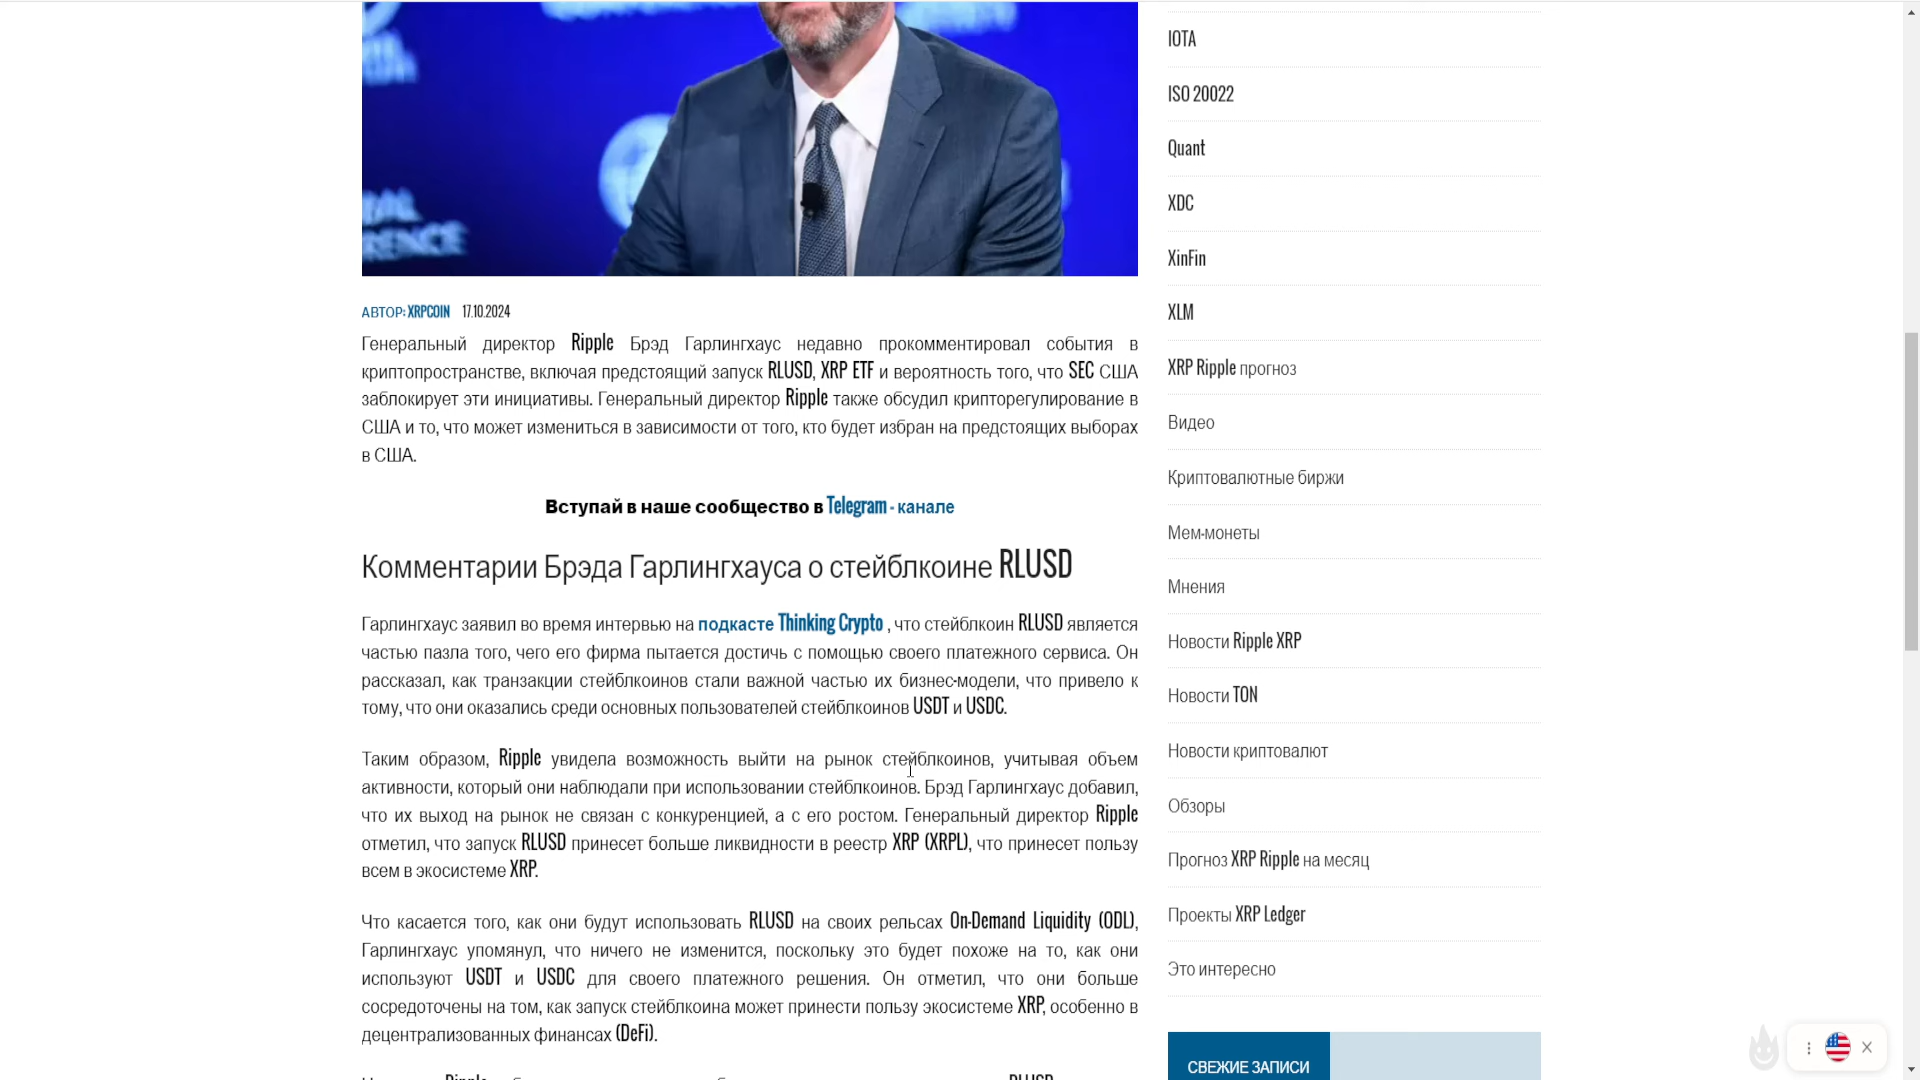 IOTA
ISO 20022
Quant
XDC
XinFin
XLM
XRP Ripple прогноз
Видео
Криптовалютные биржи
Мем-монеты
Мнения
Новости Ripple XRP
Новости TON
Новости криптовалют
Обзоры
Прогноз XRP Ripple на месяц
Проекты XRP Ledger
Это интересно
СВЕЖИЕ ЗАПИСИ
АВТОР: XRPCOIN 17.10.2024
Генеральный директор Ripple Брэд Гарлингхаус недавно прокомментировал события в
криптопространстве, включая предстоящий запуск RLUSD, XRP ETF и вероятность того, что SEC США
заблокирует эти инициативы. Генеральный директор Ripple также обсудил крипторегулирование в
США и то, что может измениться в зависимости от того, кто будет избран на предстоящих выборах
в США.
Вступай в наше сообщество в Telegram - канале
Комментарии Брэда Гарлингхауса о стейблкоине RLUSD
Гарлингхаус заявил во время интервью на подкасте Thinking Crypto , что стейблкоин RLUSD является
частью пазла того, чего его фирма пытается достичь с помощью своего платежного сервиса. Он
рассказал, как транзакции стейблкоинов стали важной частью их бизнес-модели, что привело к
тому, что они оказались среди основных пользователей стейблкоинов USDT и USDC.
Таким образом, Ripple увидела возможность выйти на рынок стейблкоинов, учитывая объем
активности, который они наблюдали при использовании стейблкоинов. Брэд Гарлингхаус добавил,
что их выход на рынок не связан с конкуренцией, а с его ростом. Генеральный директор Ripple
отметил, что запуск RLUSD принесет больше ликвидности в реестр XRP (XRPL), что принесет пользу
всем в экосистеме XRP.
Что касается того, как они будут использовать RLUSD на своих рельсах On-Demand Liquidity (ODL),
Гарлингхаус упомянул, что ничего не изменится, поскольку это будет похоже на то, как они
используют USDT и USDC для своего платежного решения. Он отметил, что они больше
сосредоточены на том, как запуск стейблкоина может принести пользу экосистеме XRP, особенно в
децентрализованных финансах (DeFi).